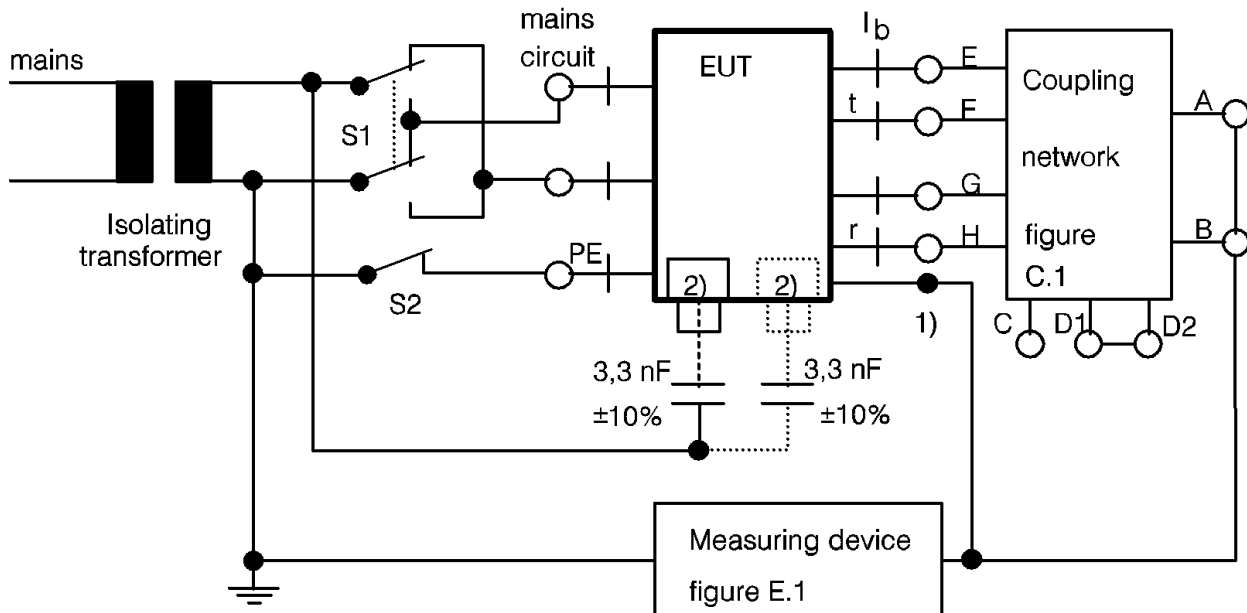 mains
mains
circuit
EUT
I b
t
r
E
F
G
H
Coupling
network
figure
C.1
A
B
S1
Isolating
transformer
S2
PE
2)
2)
1)
C
D1
D2
3,3 nF
±10%
3,3 nF
±10%
Measuring device
figure E.1